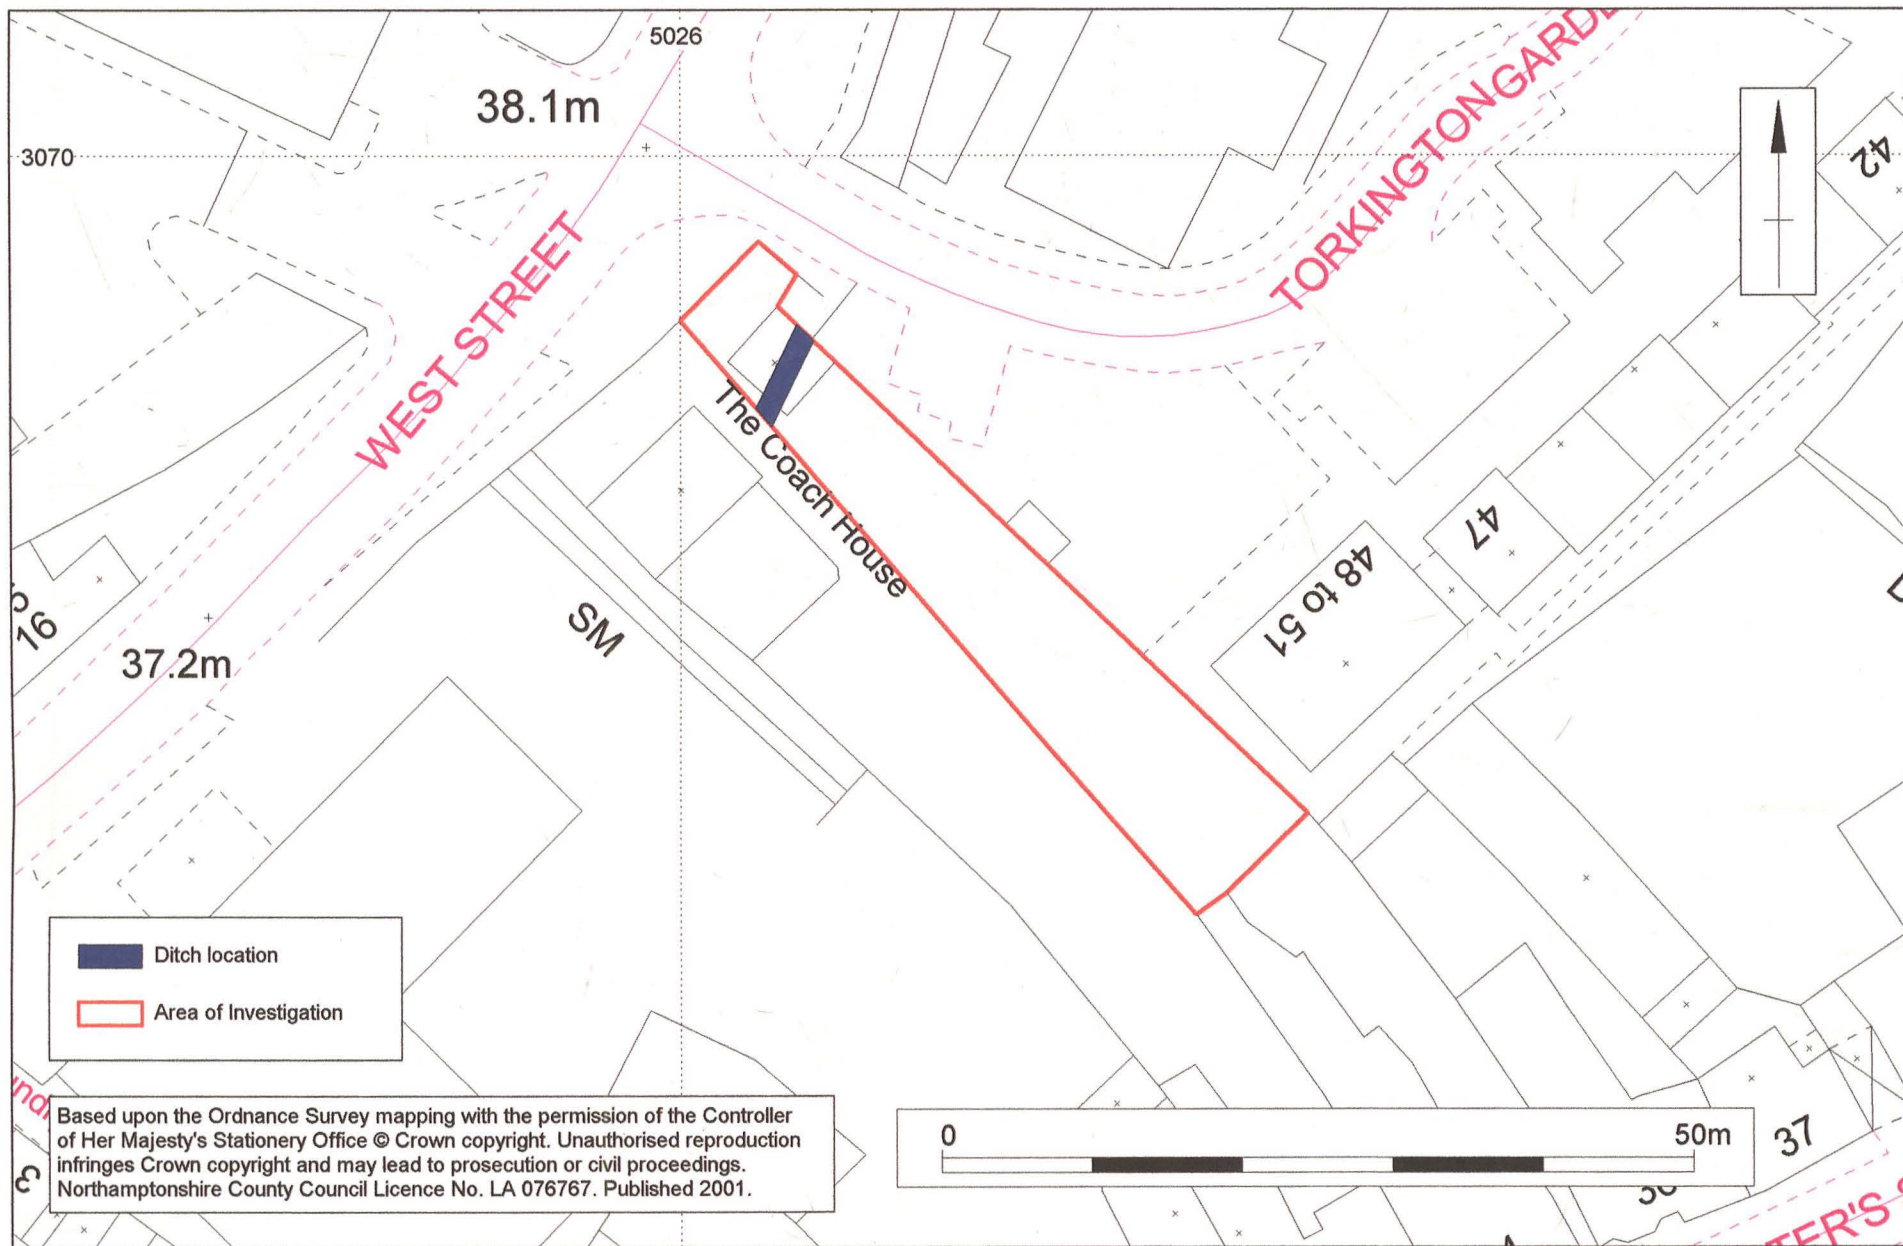 5026
38.1m
3070
WEST STREET
TORKINGTON GARDE
42
The Coach House
47
48 to 51
SM
16
37.2m
Ditch location
Area of Investigation
Based upon the Ordnance Survey mapping with the permission of the Controller
of Her Majesty's Stationery Office © Crown copyright. Unauthorised reproduction
infringes Crown copyright and may lead to prosecution or civil proceedings.
Northamptonshire County Council Licence No. LA 076767. Published 2001.
0
50m
37
3
TER'S S